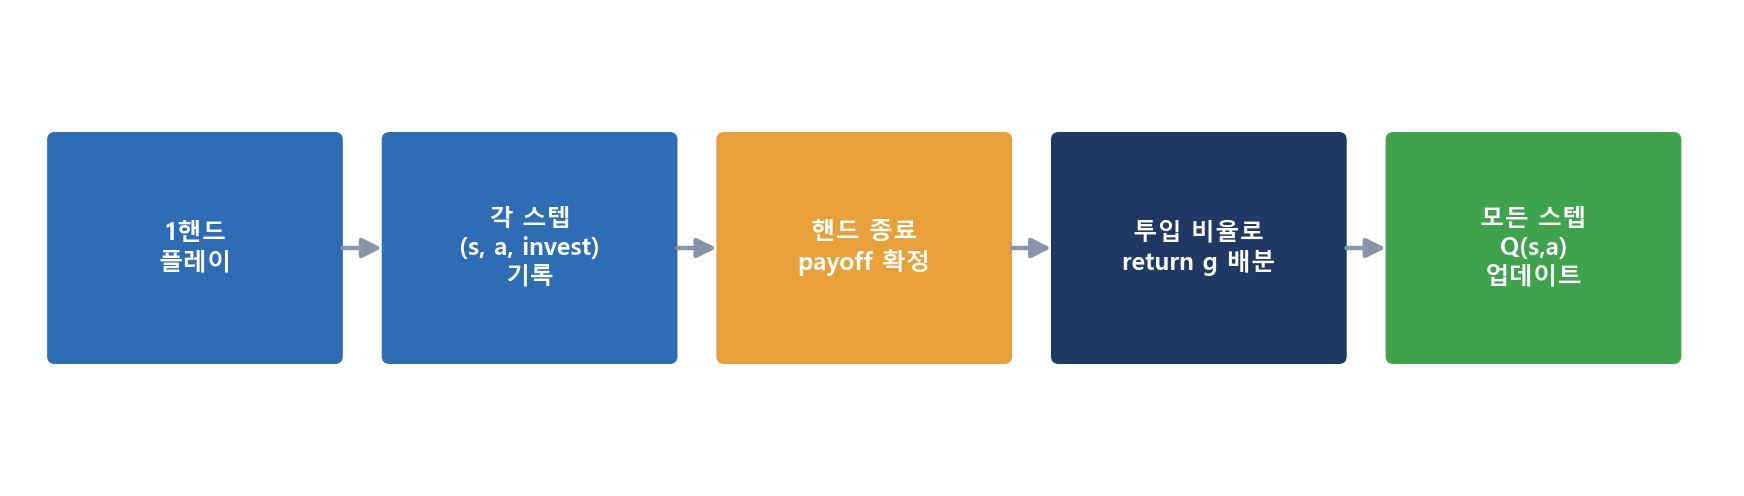 1핸드
플레이
각 스텝
(s, a, invest)
기록
핸드 종료
payoff 확정
투입 비율로
return g 배분
모든 스텝
Q(s,a)
업데이트